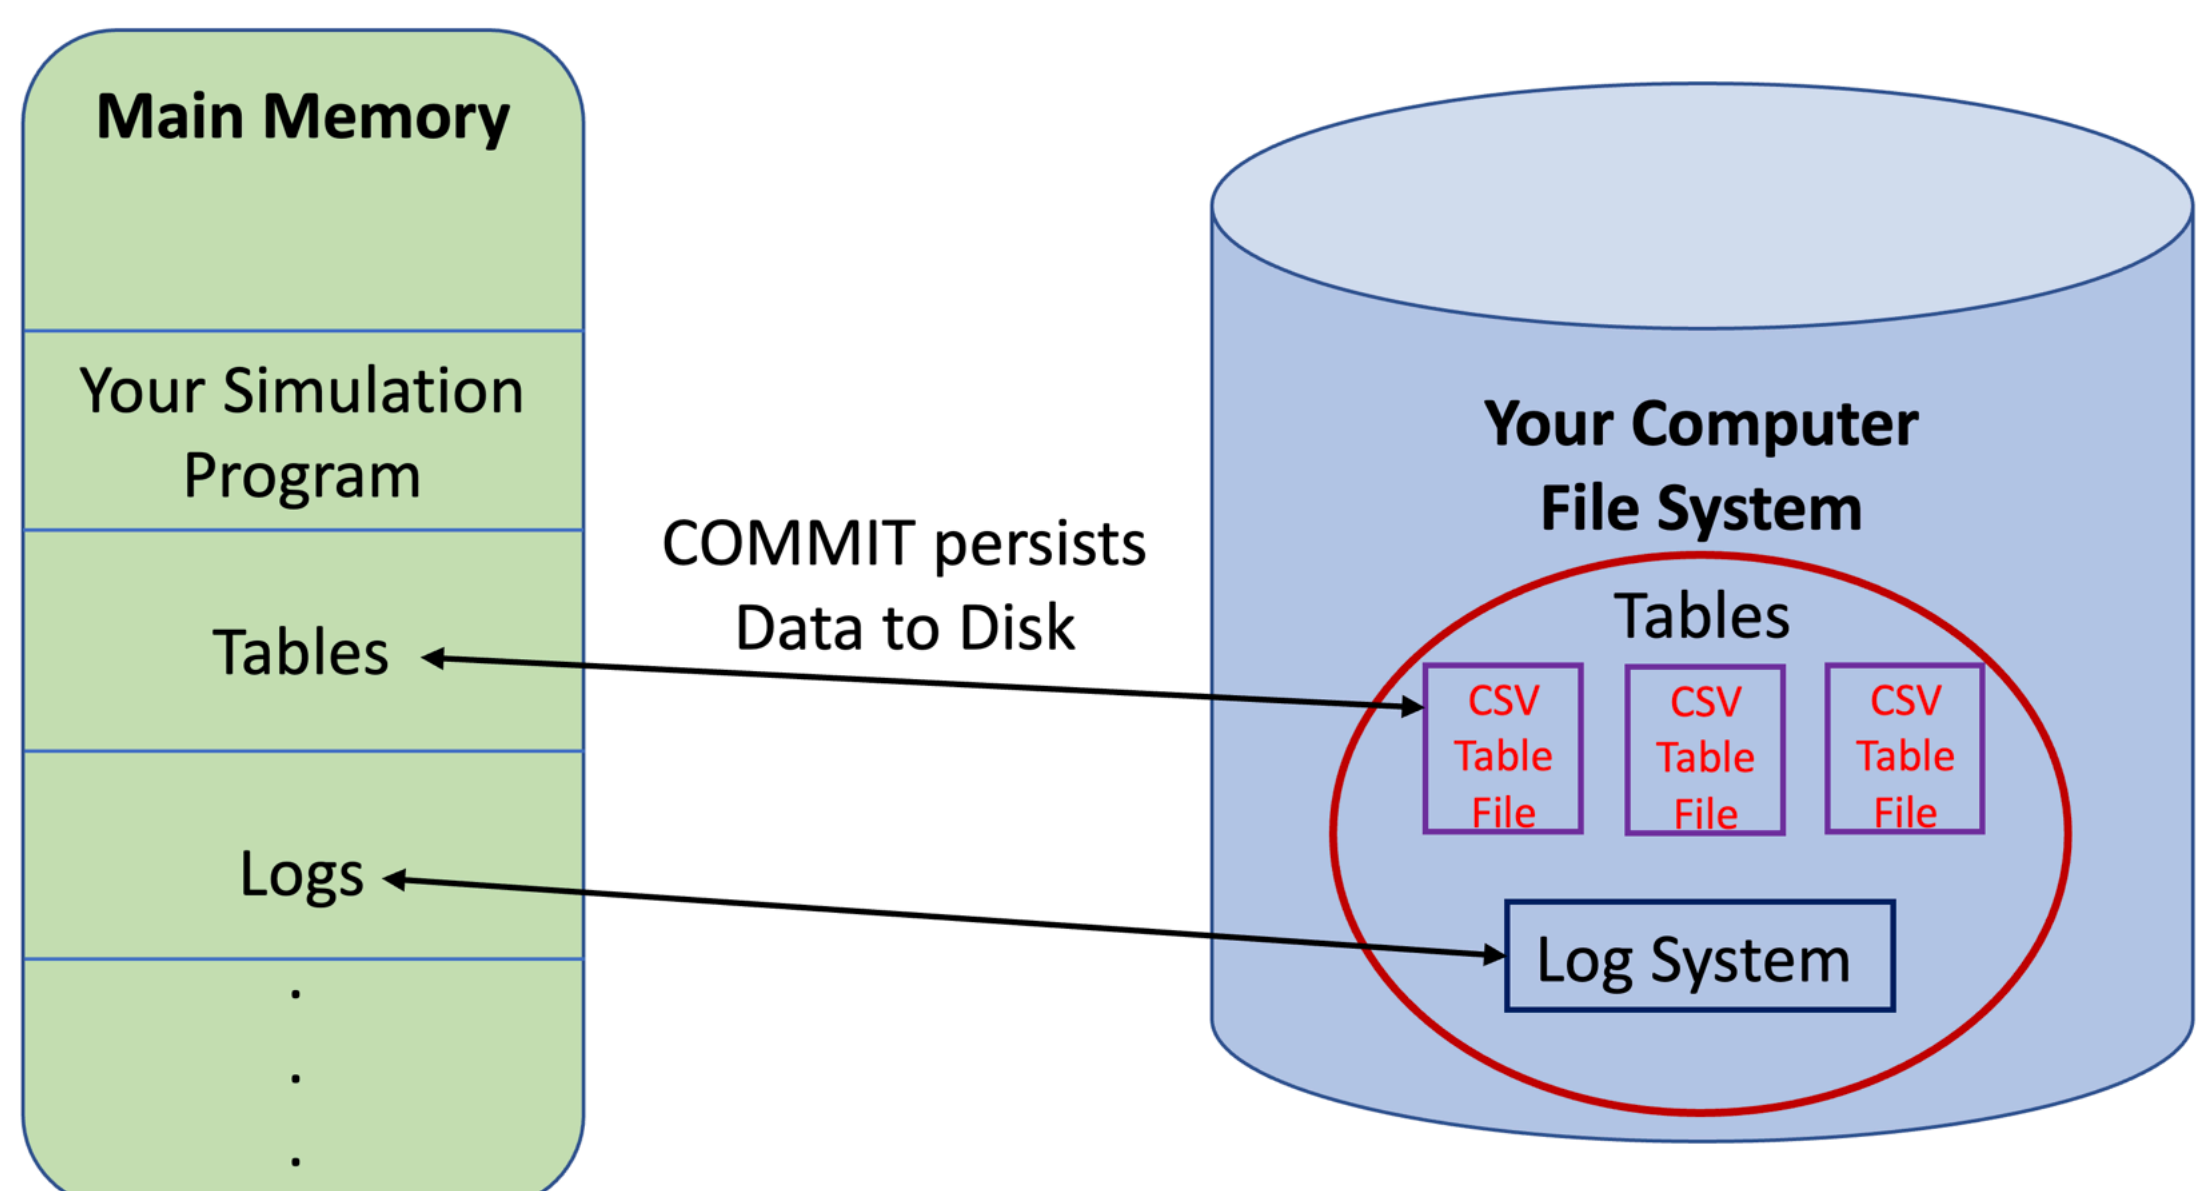 Main Memory
Your Simulation
Program
Tables
Logs
.
.
.
COMMIT persists
Data to Disk
Your Computer
File System
Tables
CSV
Table
File
CSV
Table
File
CSV
Table
File
Log System